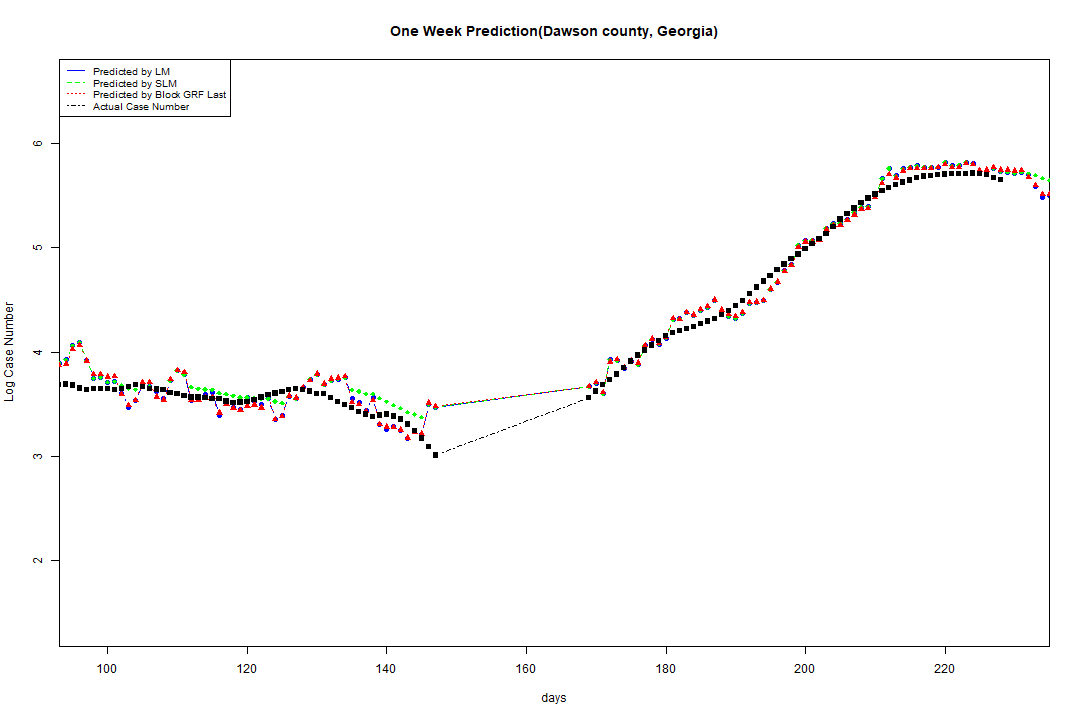 One Week Prediction(Dawson county, Georgia)
Predicted by LM
Predicted by SLM
Predicted by Block GRF Last
Actual Case Number
6
5
4
3
2
Log Case Number
100 120 140 160 180 200 220
days